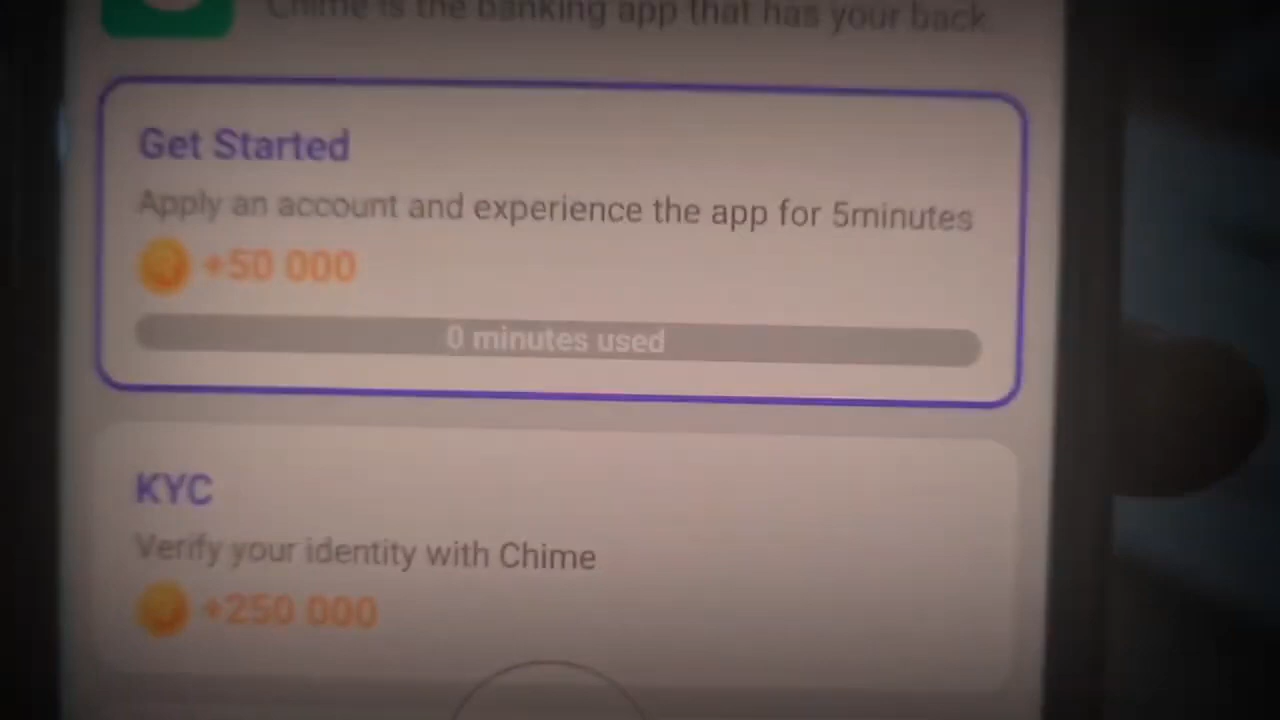 Chime is the banking app that has your back
Get Started
Apply an account and experience the app for 5minutes
+50 000
0 minutes used
KYC
Verify your identity with Chime
+250 000